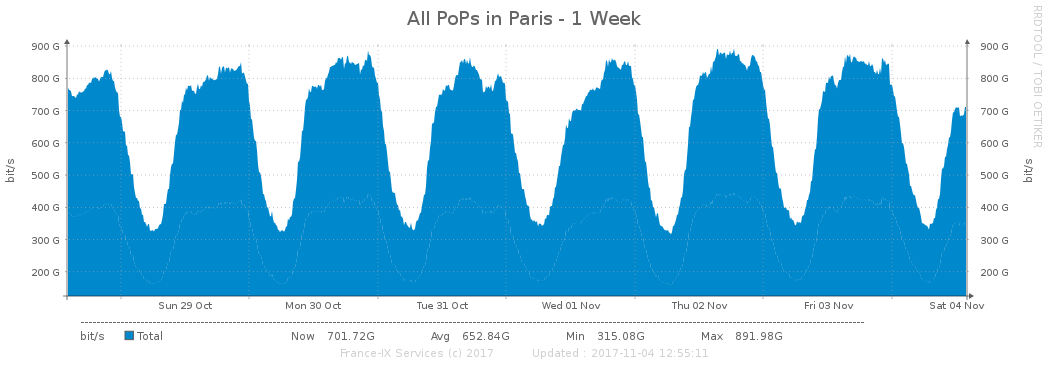 All PoPs in Paris - 1 Week
RRDTOOL / TOBI OETIKER
900 G 900 G
800 G 800 G
700 G 700 G
600 G 600 G
500 G 500 G
400 G 400 G
300 G 300 G
200 G 200 G
bit/s bit/s
Sun 29 Oct Mon 30 Oct Tue 31 Oct Wed 01 Nov Thu 02 Nov Fri 03 Nov Sat 04 Nov
bit/s Total Now 701.72G Avg 652.84G Min 315.08G Max 891.98G
France-IX Services (c) 2017 Updated : 2017-11-04 12:55:11